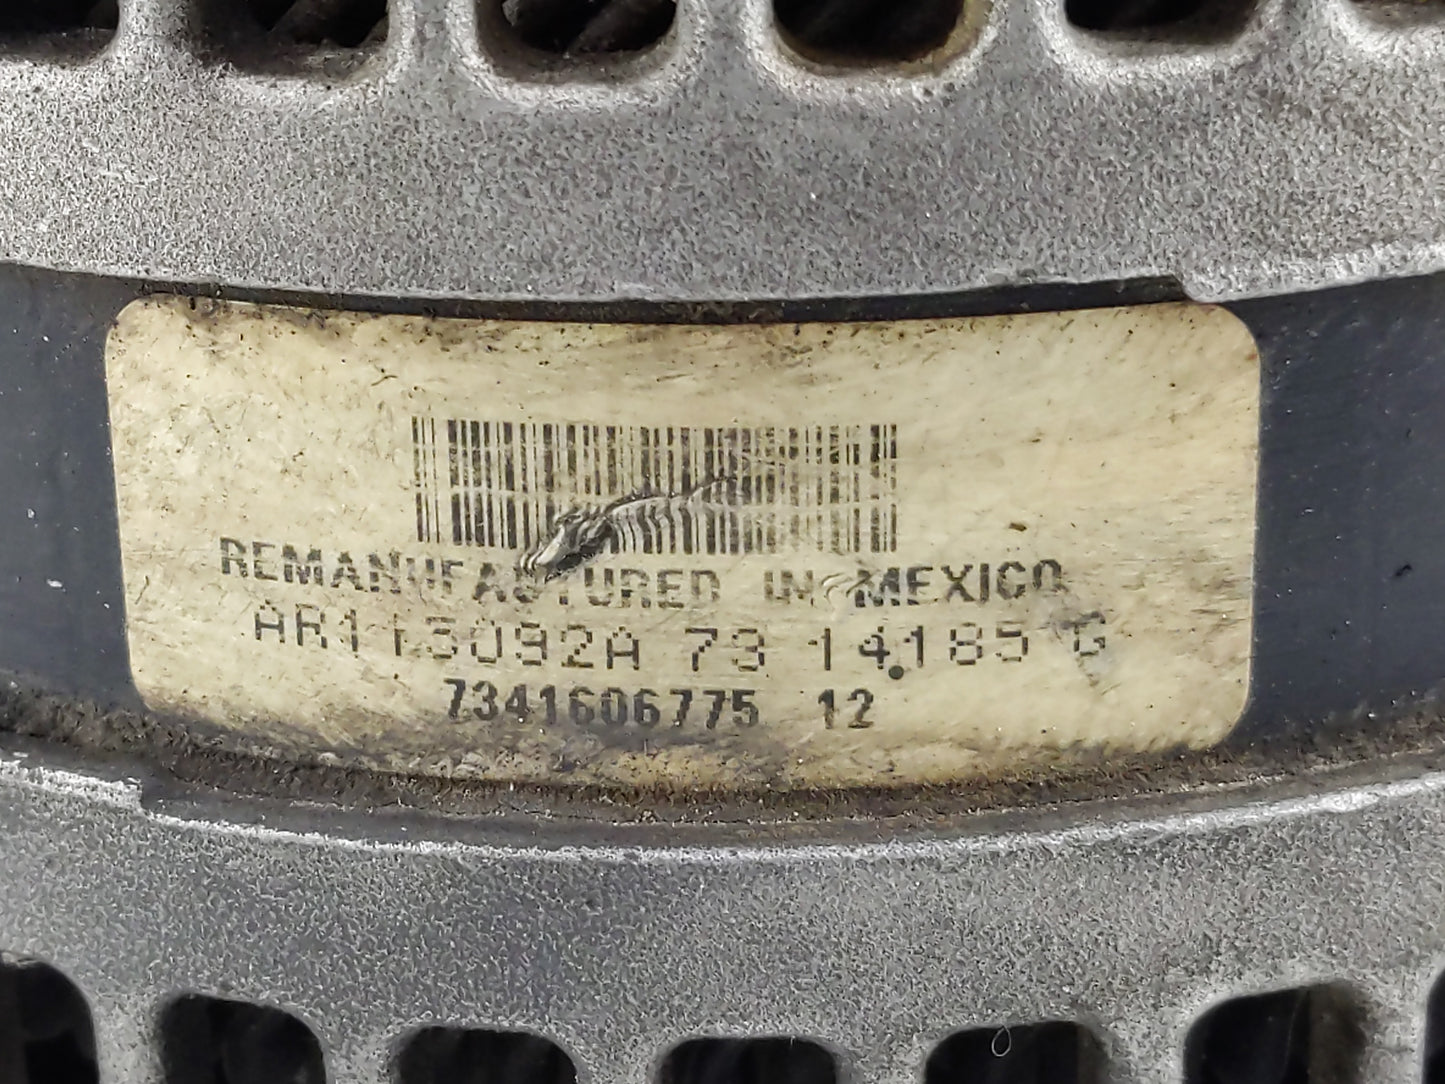 REMANUFACTURED IN MEXICO
AR113092A 73 14185 G
7341606775 12